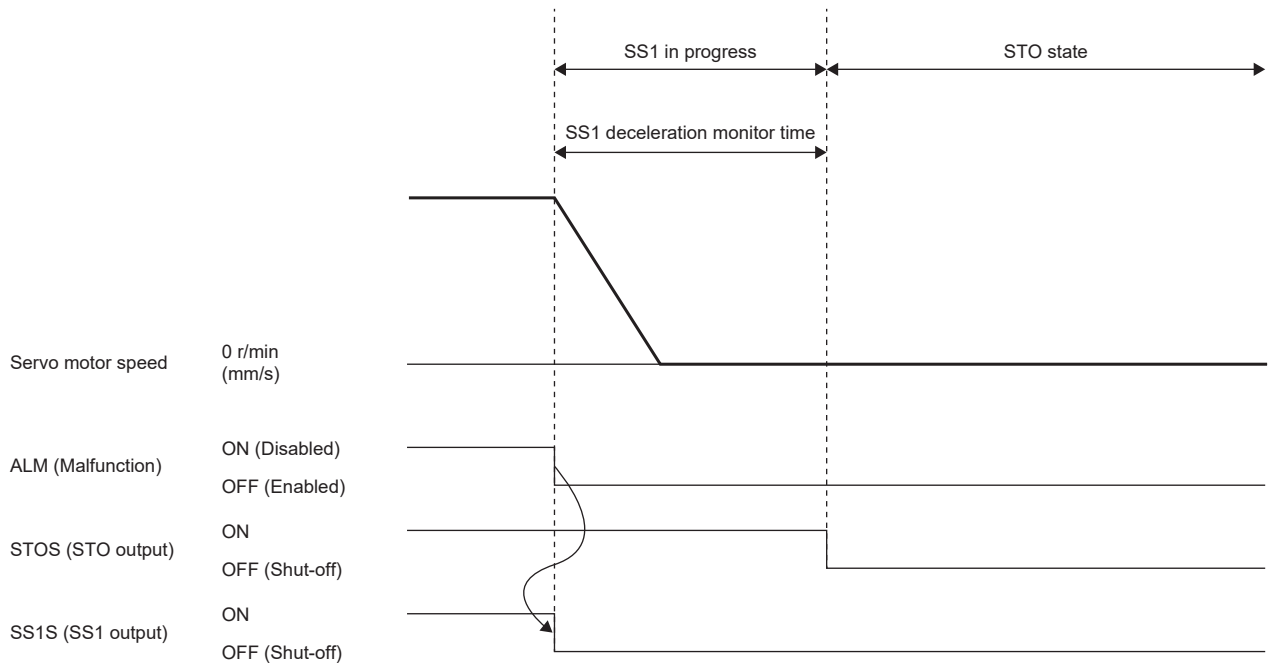 SS1 in progress
STO state
SS1 deceleration monitor time
Servo motor speed
0 r/min
(mm/s)
ALM (Malfunction)
ON (Disabled)
OFF (Enabled)
STOS (STO output)
ON
OFF (Shut-off)
SS1S (SS1 output)
ON
OFF (Shut-off)